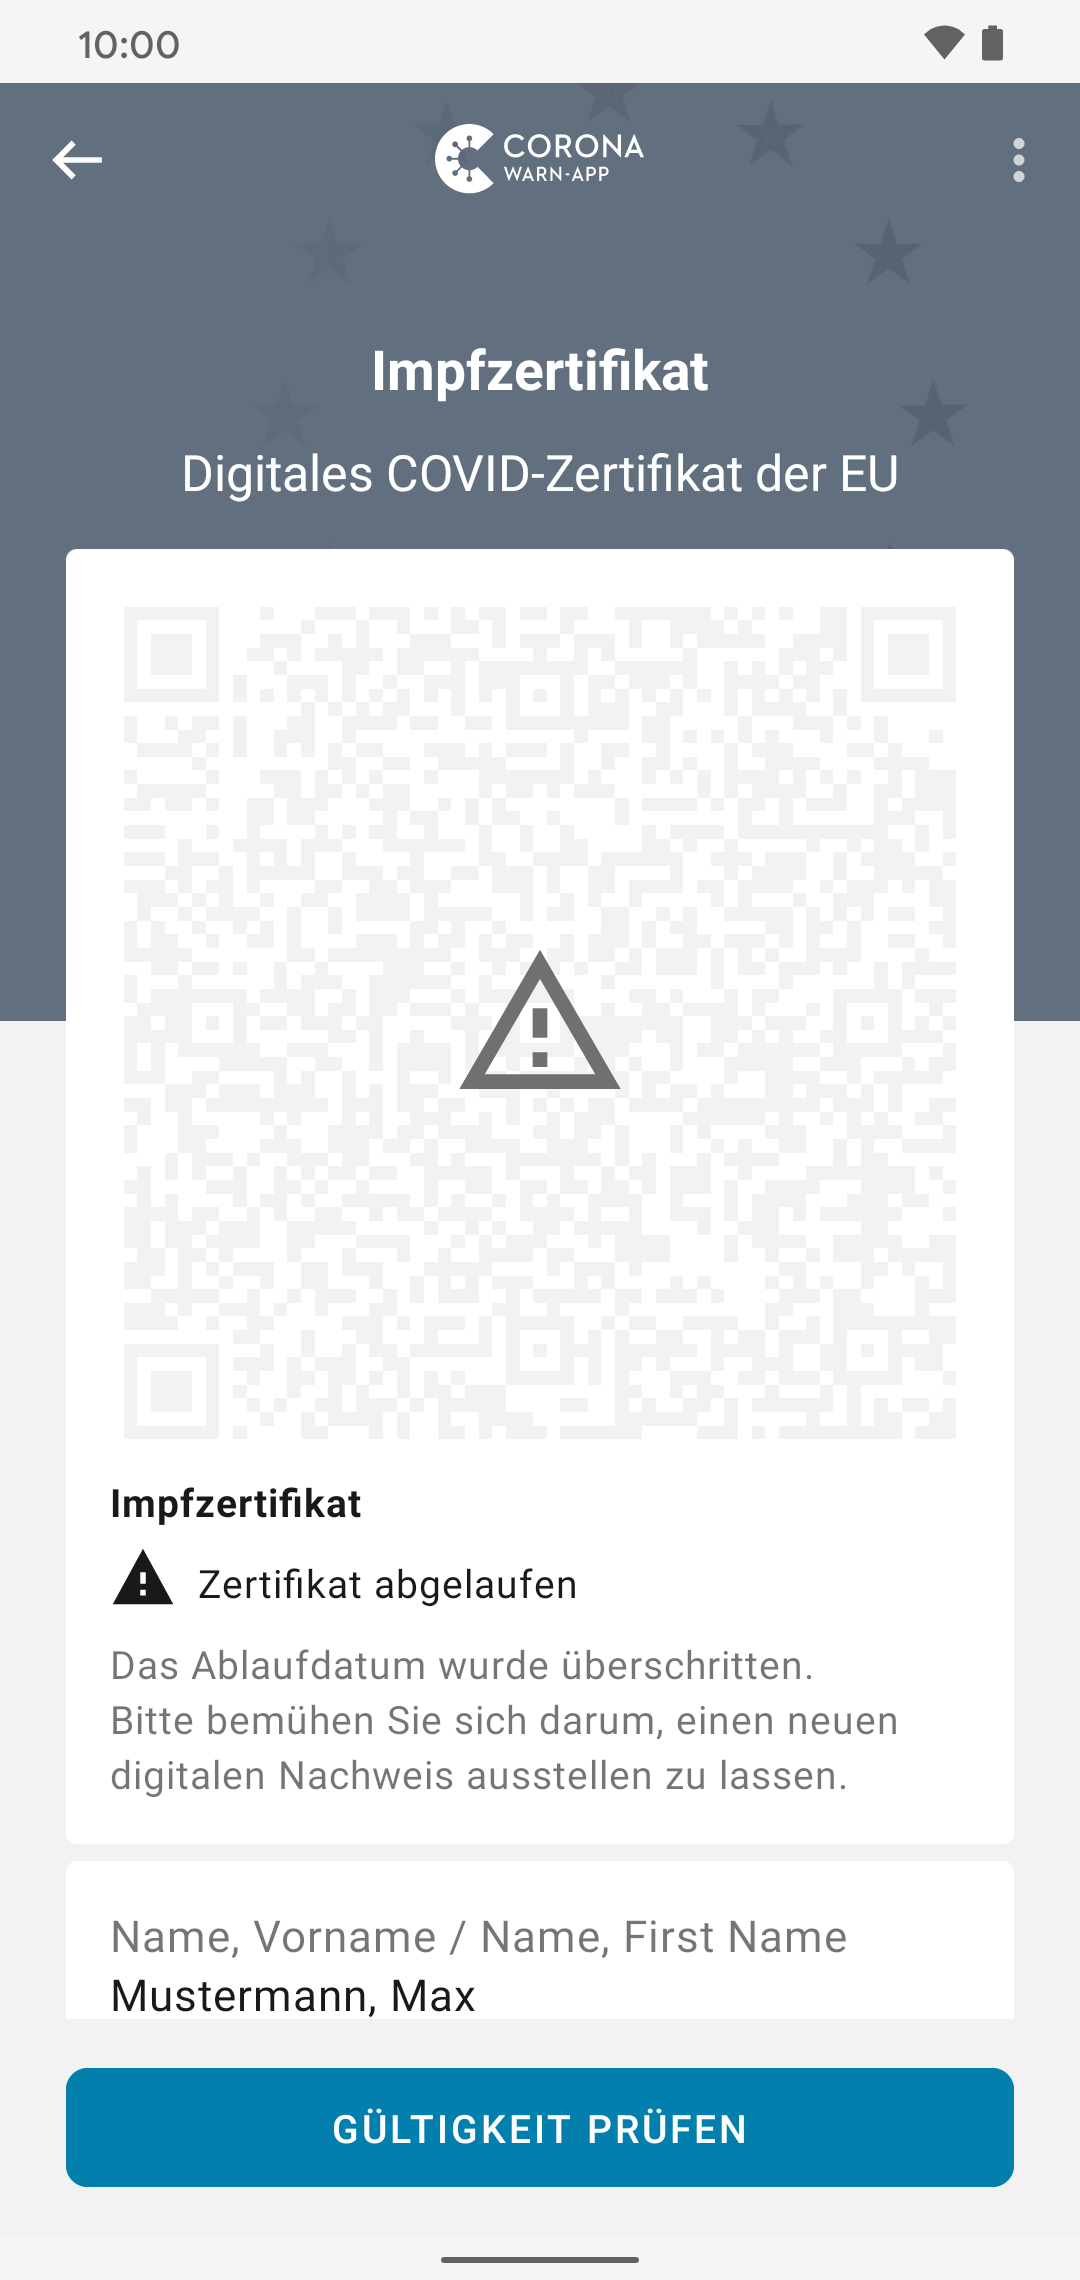 10:00
CORONA
WARN-APP
Impfzertifikat
Digitales COVID-Zertifikat der EU
Impfzertifikat
Zertifikat abgelaufen
Das Ablaufdatum wurde überschritten.
Bitte bemühen Sie sich darum, einen neuen
digitalen Nachweis ausstellen zu lassen.
Name, Vorname / Name, First Name
Mustermann, Max
GÜLTIGKEIT PRÜFEN